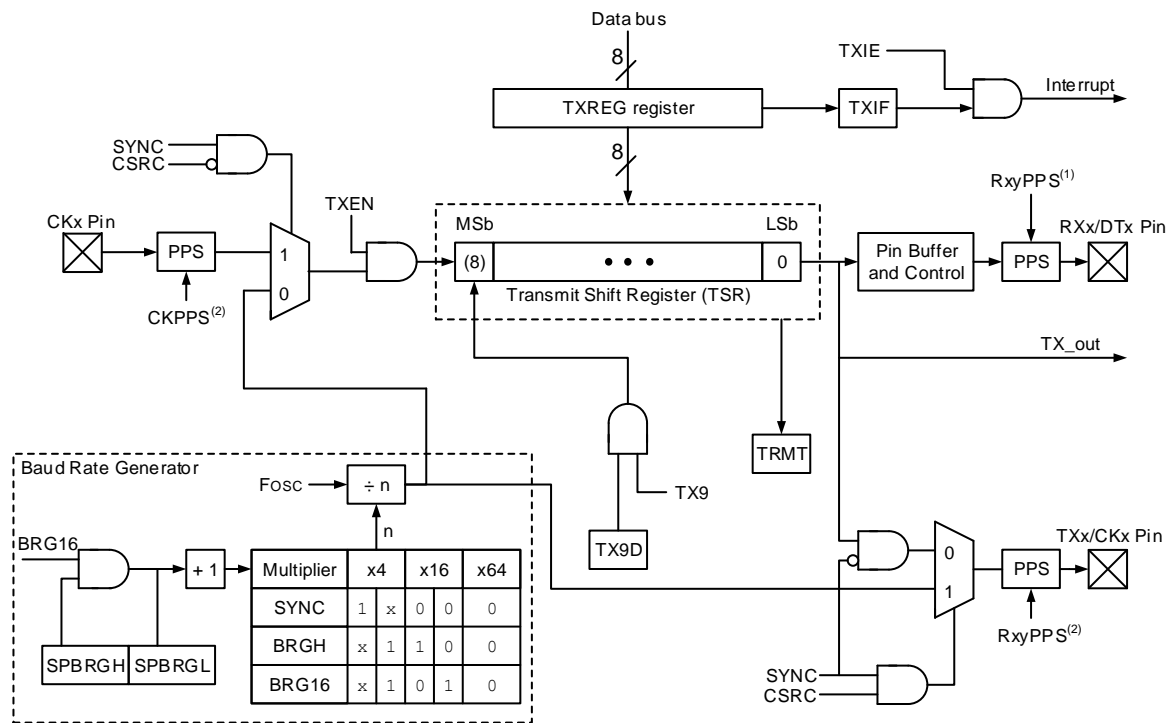 Data bus
8
TXIE
Interrupt
TXREG register
TXIF
SYNC
CSRC
8
RxyPPS(1)
TXEN
CKx Pin
MSb
LSb
RXx/DTx Pin
PPS
1
(8)
• • •
0
Pin Buffer
and Control
PPS
0
Transmit Shift Register (TSR)
CKPPS(2)
TX_out
TRMT
Baud Rate Generator
FOSC
÷ n
TX9
n
BRG16
TX9D
TXx/CKx Pin
+ 1
Multiplier x4 x16 x64
0
PPS
SYNC 1 x 0 0 0
1
BRGH x 1 1 0 0
RxyPPS(2)
SPBRGH SPBRGL
SYNC
BRG16 x 1 0 1 0
CSRC